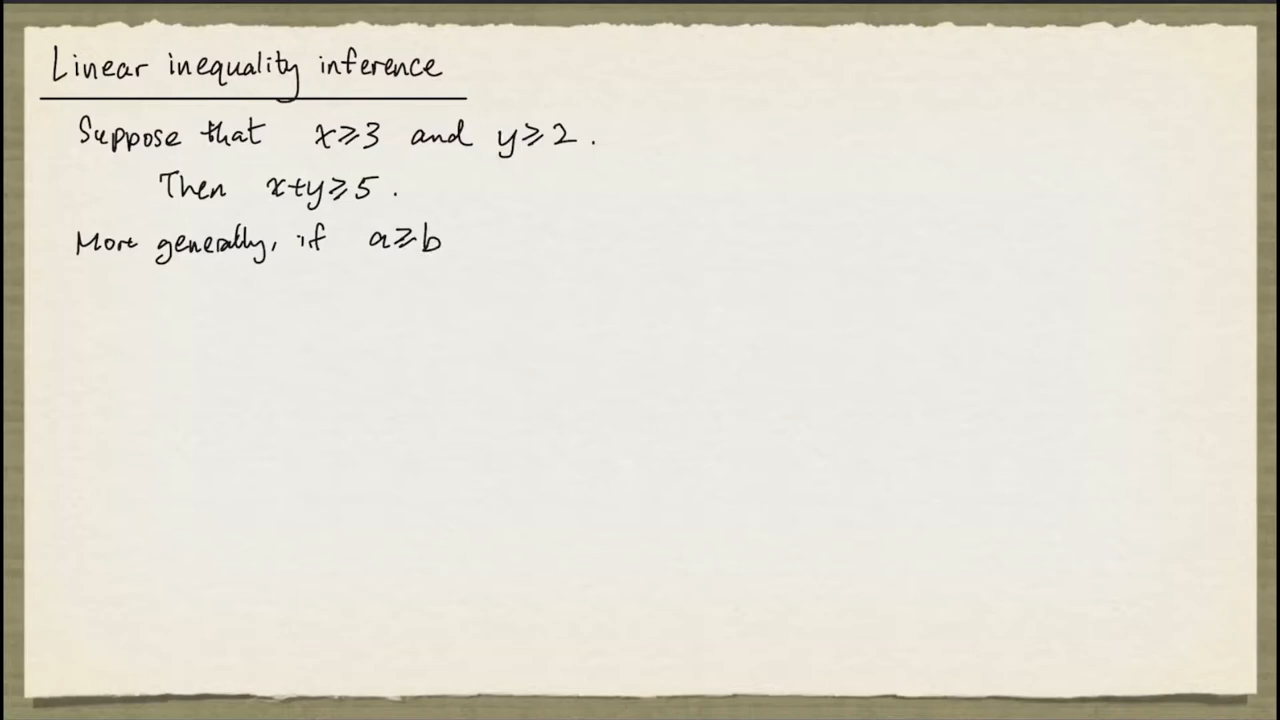 Linear inequality inference
Suppose that x⩾3 and y⩾2.
Then x+y⩾5.
More generally, if a⩾b